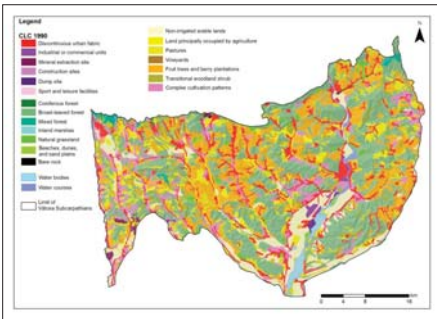 Legend
CLC 1990
Discontinuous urban fabric
Industrial or commercial units
Mineral extraction site
Construction sites
Dump site
Sport and leisure facilities
Coniferous forest
Broad-leaved forest
Mixed forest
Inland marshes
Natural grassland
Beaches, dunes,
and sand plains
Bare rock
Water bodies
Water courses
Limit of
Vâlcea Subcarpathians
Non-irrigated arable lands
Land principally occupied by agriculture
Pastures
Vineyards
Fruit trees and berry plantations
Transitional woodland shrub
Complex cultivation patterns
N
0 4 8 16
km